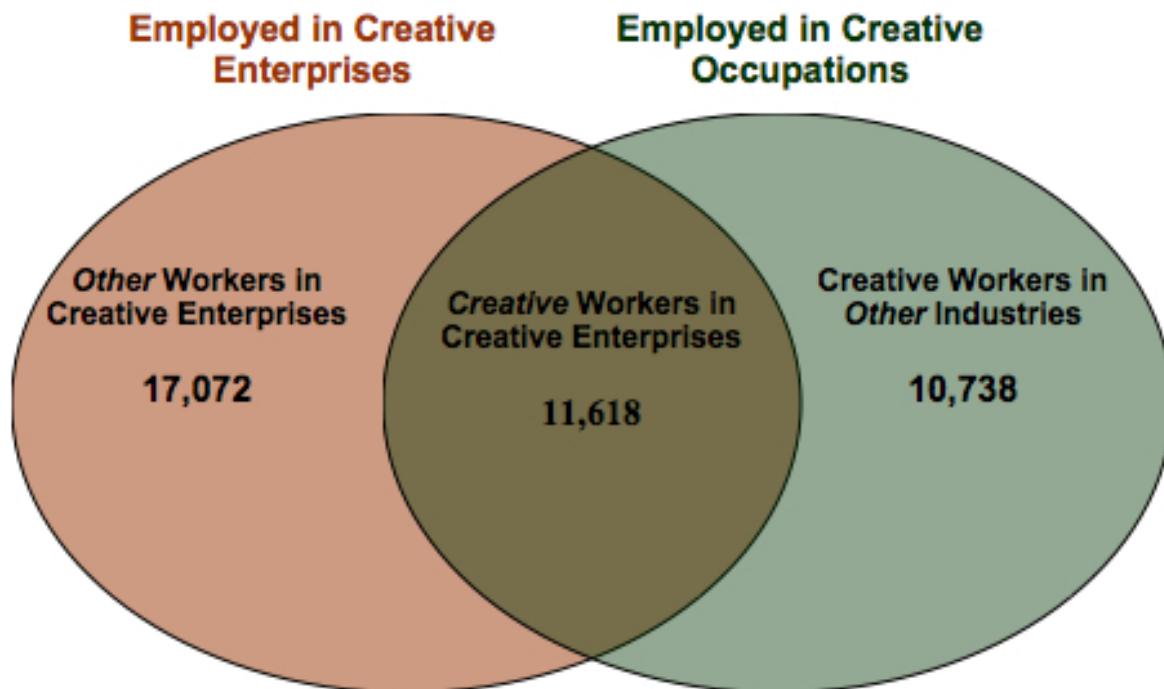 Employed in Creative
Enterprises
Employed in Creative
Occupations
Other Workers in
Creative Enterprises
17,072
Creative Workers in
Creative Enterprises
11,618
Creative Workers in
Other Industries
10,738